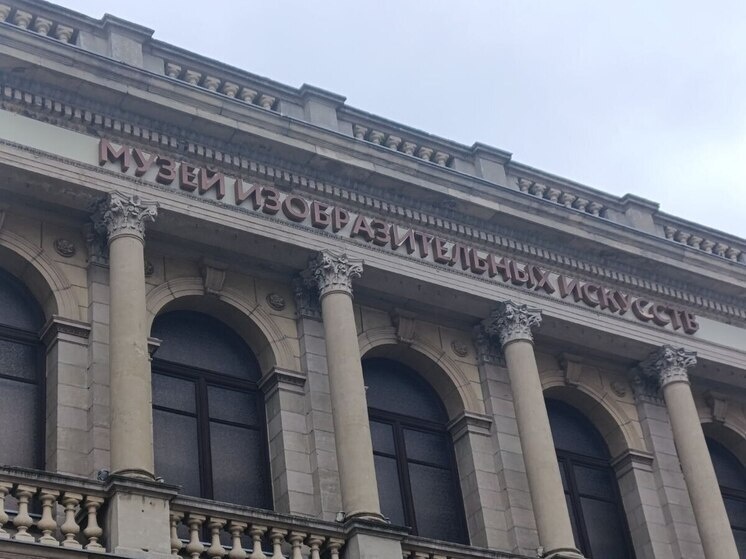 МУЗЕЙ ИЗОБРАЗИТЕЛЬНЫХ ИСКУССТВ